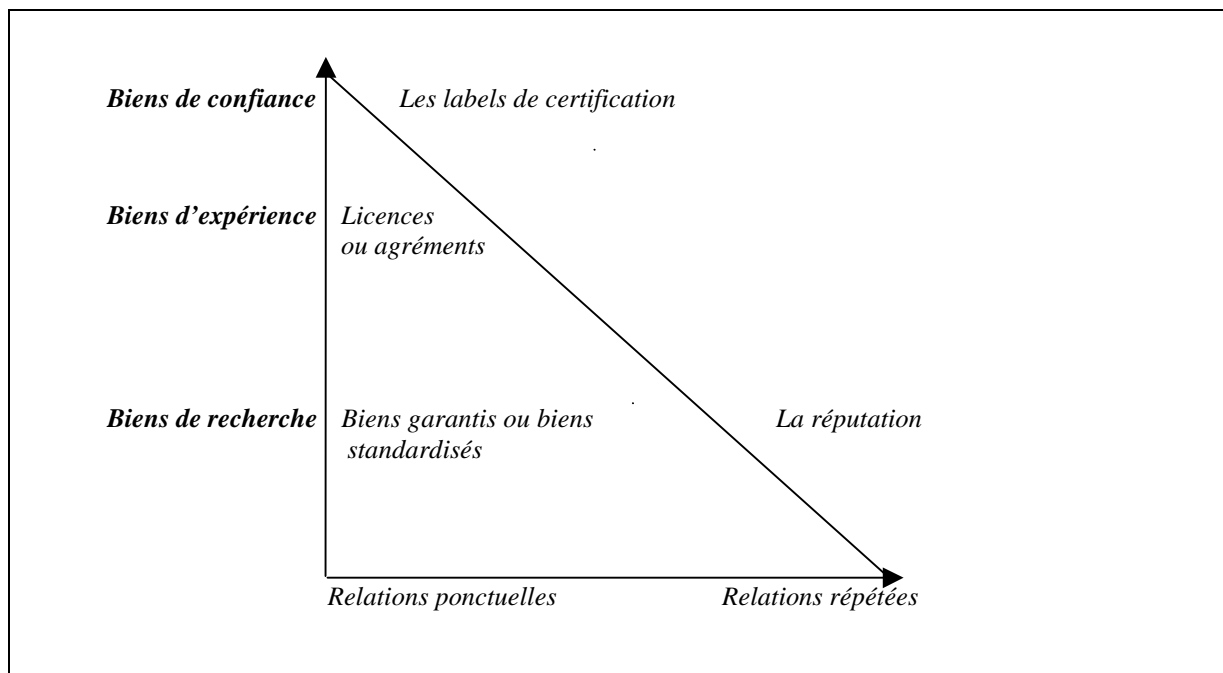 Biens de confiance Les labels de certification
Biens d’expérience Licences
ou agréments
Biens de recherche Biens garantis ou biens La réputation
standardisés
Relations ponctuelles Relations répétées